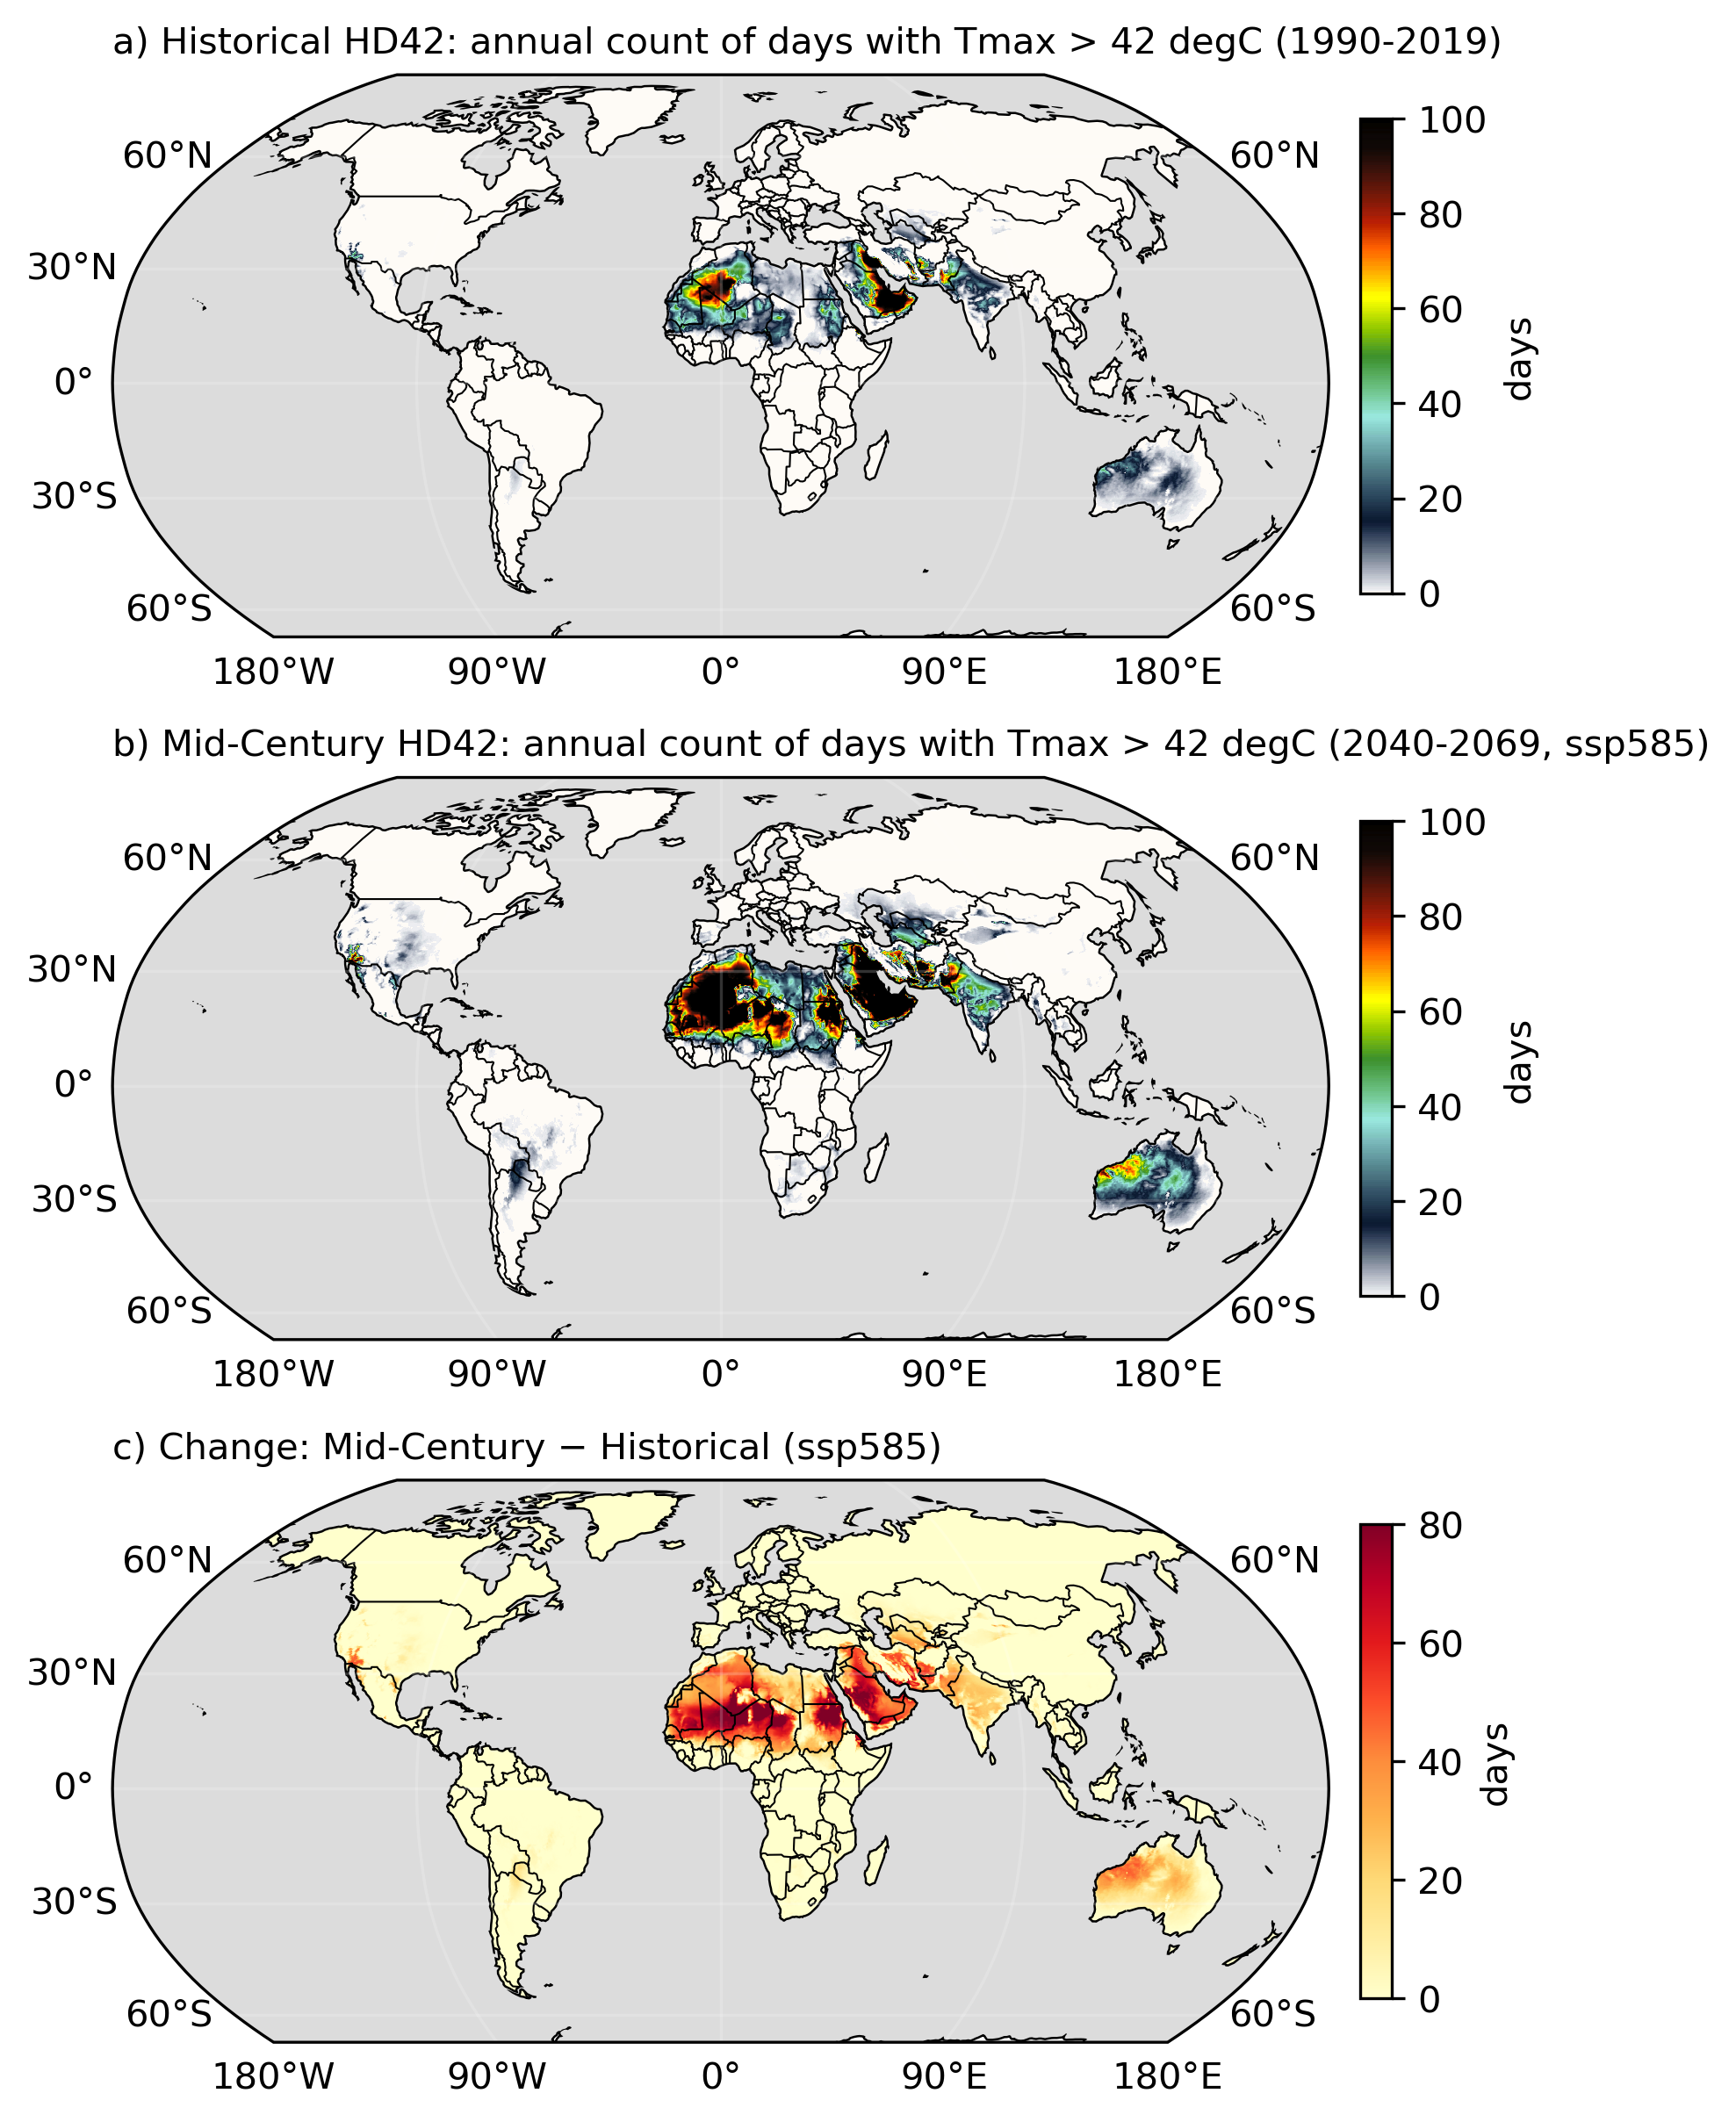 a) Historical HD42: annual count of days with Tmax > 42 degC (1990-2019)
60°N
60°N
30°N
0°
30°S
60°S
60°S
180°W
90°W
0°
90°E
180°E
100
80
60
40
20
0
days
b) Mid-Century HD42: annual count of days with Tmax > 42 degC (2040-2069, ssp585)
60°N
60°N
30°N
0°
30°S
60°S
60°S
180°W
90°W
0°
90°E
180°E
100
80
60
40
20
0
days
c) Change: Mid-Century − Historical (ssp585)
60°N
60°N
30°N
0°
30°S
60°S
60°S
180°W
90°W
0°
90°E
180°E
80
60
40
20
0
days